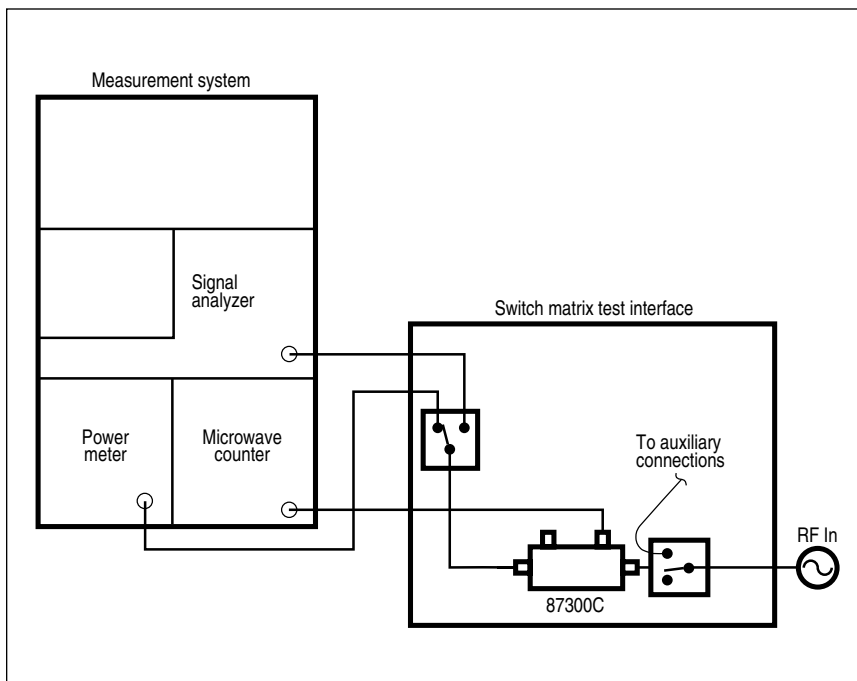 Measurement system
Signal
analyzer
Switch matrix test interface
Power
meter
Microwave
counter
To auxiliary
connections
RF In
87300C